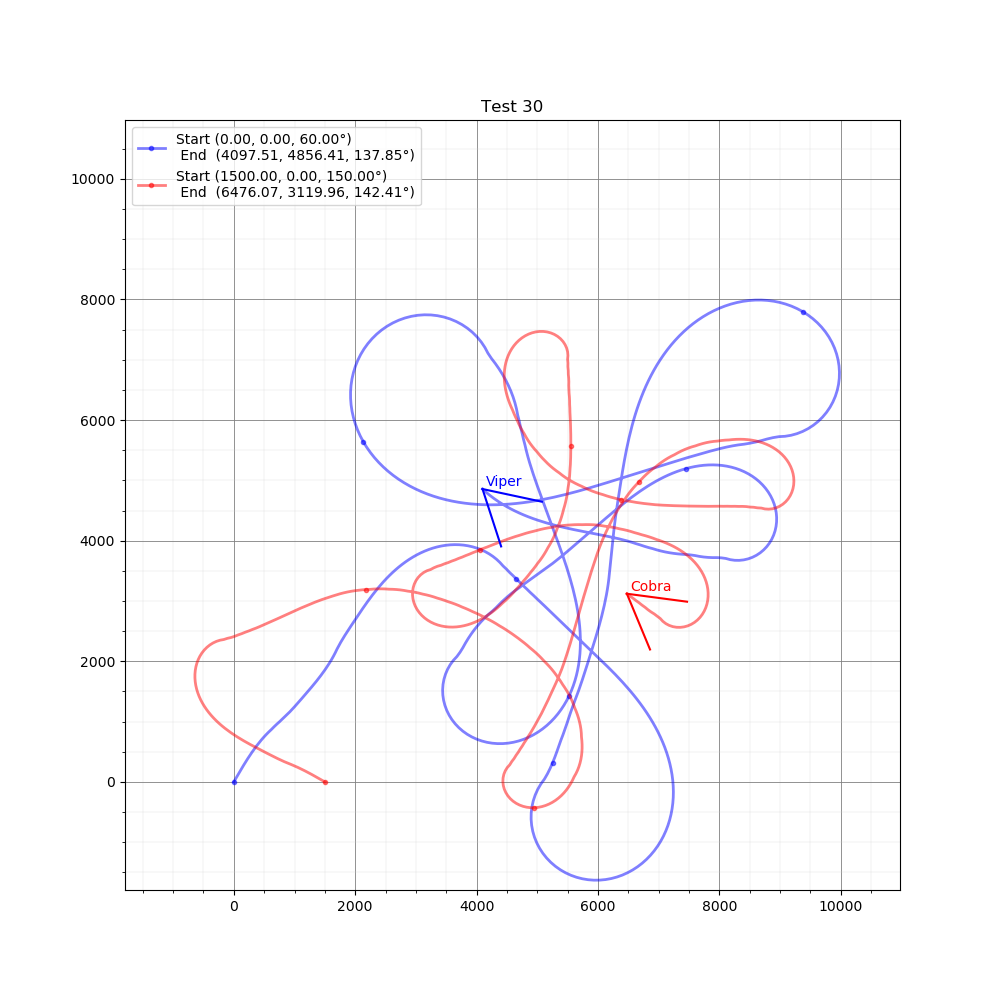 Test 30
Start (0.00, 0.00, 60.00°)
End  (4097.51, 4856.41, 137.85°)
Start (1500.00, 0.00, 150.00°)
End  (6476.07, 3119.96, 142.41°)
10000
8000
6000
4000
2000
0
Viper
Cobra
0
2000
4000
6000
8000
10000